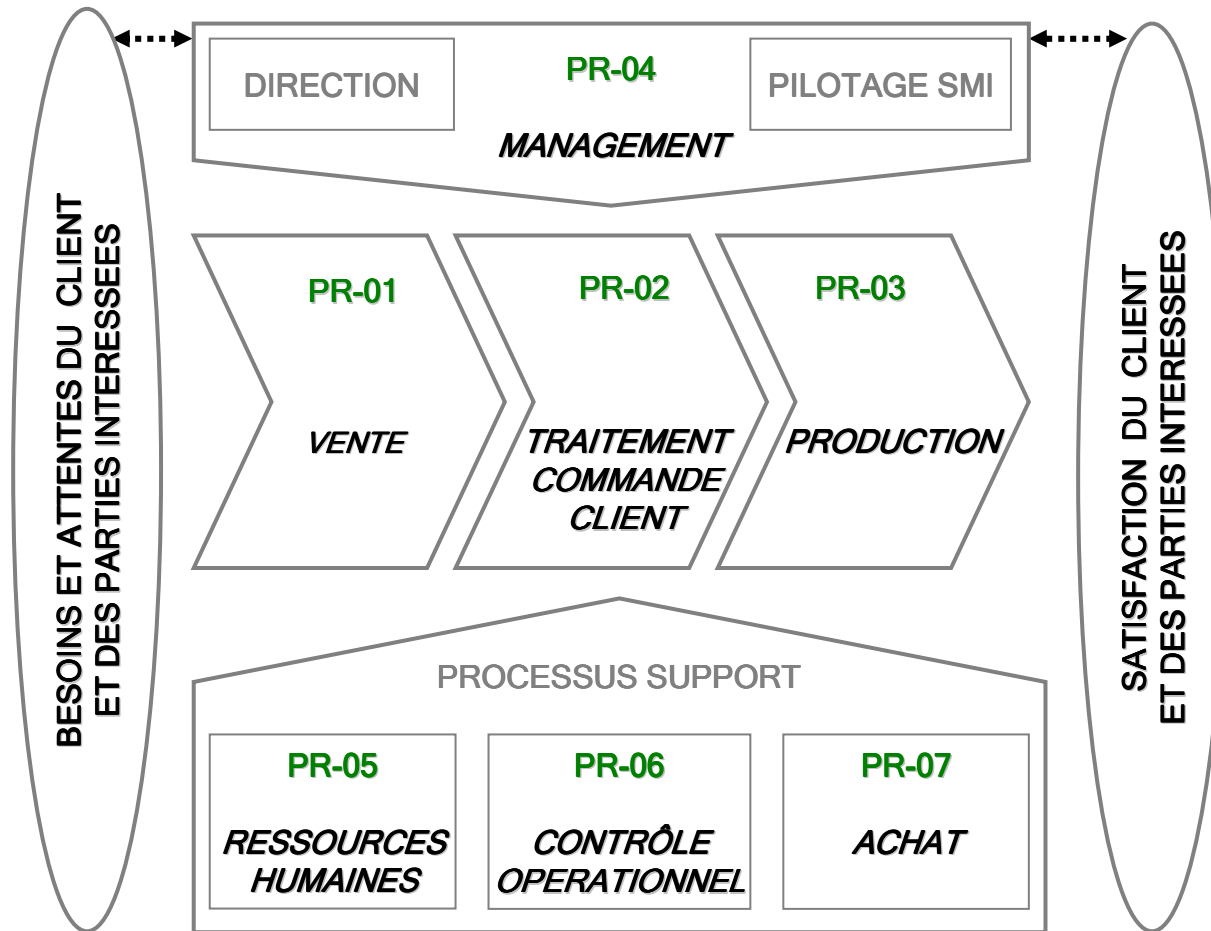 BESOINS ET ATTENTES DU CLIENT
ET DES PARTIES INTERESSEES
DIRECTION
PR-04
PILOTAGE SMI
MANAGEMENT
PR-01
VENTE
PR-02
TRAITEMENT
COMMANDE
CLIENT
PR-03
PRODUCTION
PROCESSUS SUPPORT
PR-05
RESSOURCES
HUMAINES
PR-06
CONTRÔLE
OPERATIONNEL
PR-07
ACHAT
SATISFACTION DU CLIENT
ET DES PARTIES INTERESSEES